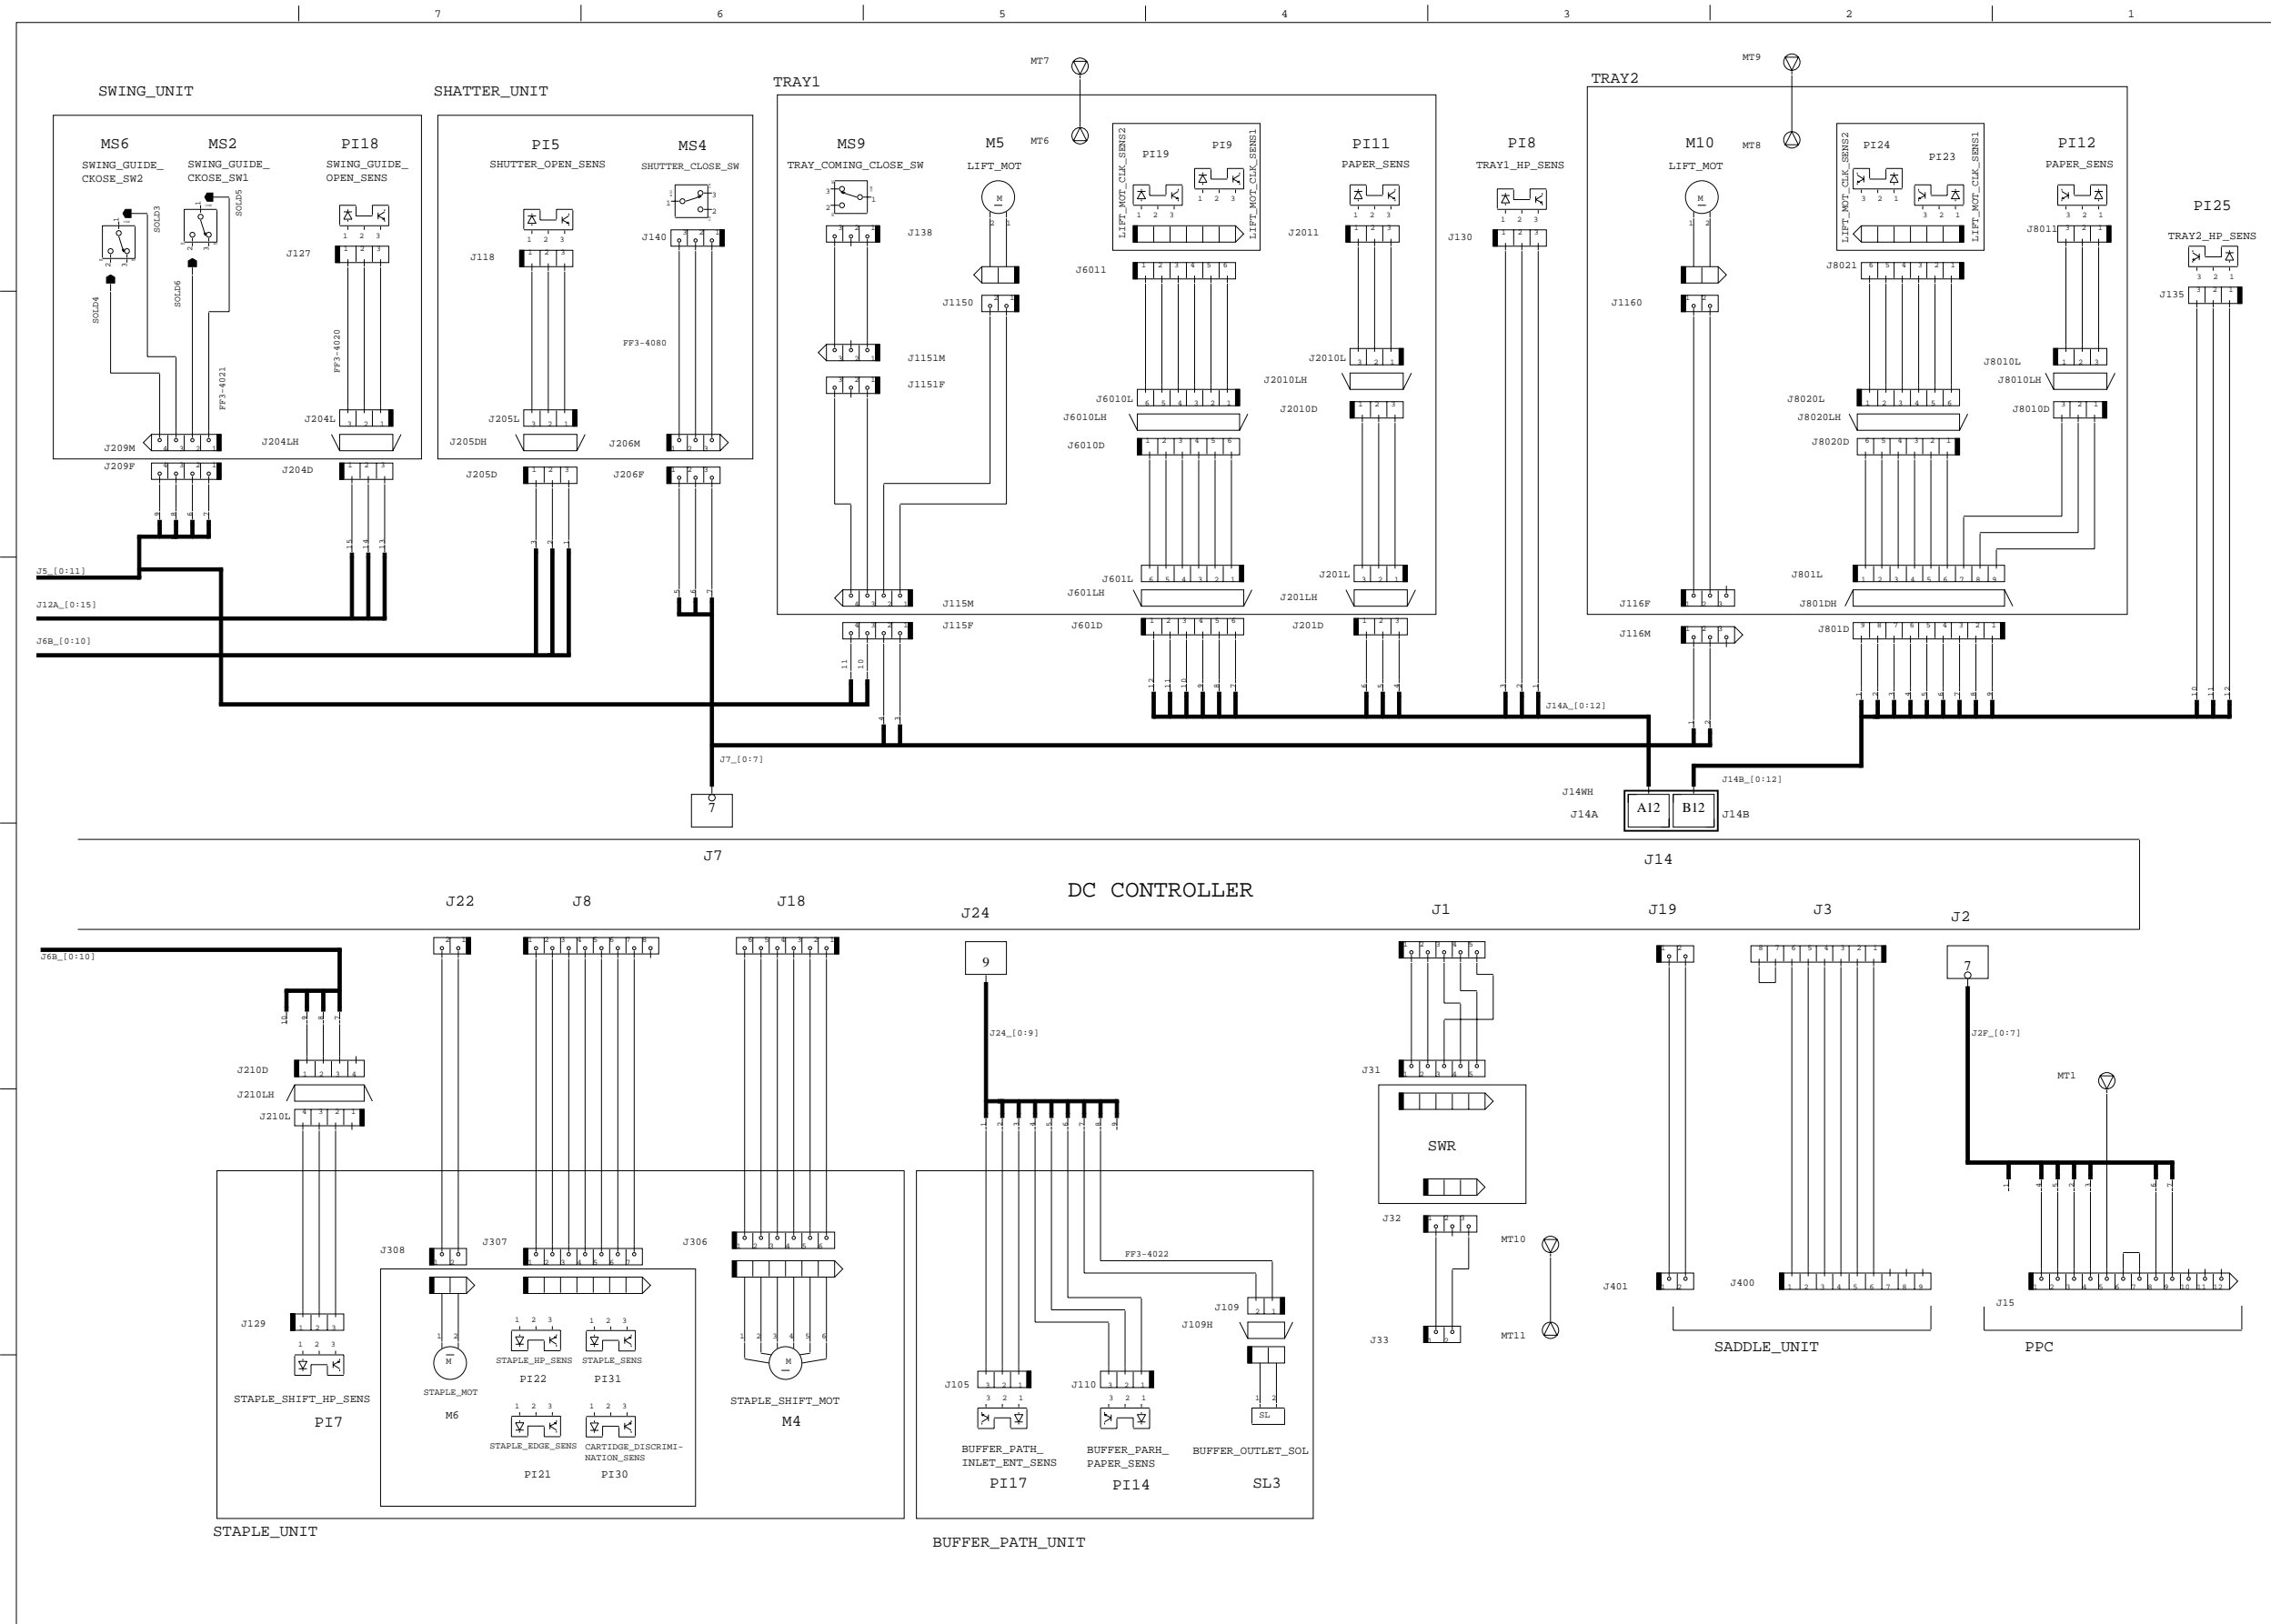 7 6 5 4 3 2 1
SWING_UNIT
MS6
SWING_GUIDE_
CKOSE_SW2
MS2
SWING_GUIDE_
CKOSE_SW1
PI18
SWING_GUIDE_
OPEN_SENS
SOLD3
SOLD5
SOLD4
SOLD6
FF3-4021
FF3-4020
J127
J209M
J204L
J204LH
J209F
J204D
SHATTER_UNIT
PI5
SHUTTER_OPEN_SENS
MS4
SHUTTER_CLOSE_SW
J118
J140
FF3-4080
J205L
J205DH
J206M
J205D
J206F
TRAY1
MT7
MT6
MS9
TRAY_COMING_CLOSE_SW
M5
LIFT_MOT
M
LIFT_MOT_CLK_SENS2
PI19
PI9
LIFT_MOT_CLK_SENS1
PI11
PAPER_SENS
J138
J1150
J1151M
J1151F
J6011
J2011
J6010L
J6010LH
J6010D
J2010L
J2010LH
J2010D
J601L
J601LH
J601D
J201L
J201LH
J201D
J115M
J115F
PI8
TRAY1_HP_SENS
J130
TRAY2
MT9
MT8
M10
LIFT_MOT
M
LIFT_MOT_CLK_SENS2
PI24
PI23
LIFT_MOT_CLK_SENS1
PI12
PAPER_SENS
J1160
J8021
J8011
J8020L
J8020LH
J8020D
J8010L
J8010LH
J8010D
J116F
J116M
J801L
J801DH
J801D
PI25
TRAY2_HP_SENS
J135
J5_[0:11]
J12A_[0:15]
J6B_[0:10]
J14A_[0:12]
J7_[0:7]
J14B_[0:12]
7
J14WH
J14A
A12
B12
J14B
J7
J14
DC CONTROLLER
J22
J8
J18
J24
J1
J19
J3
J2
J6B_[0:10]
9
7
J24_[0:9]
J2F_[0:7]
J210D
J210LH
J210L
J31
SWR
J32
J33
MT10
MT11
MT1
J308
J307
J306
J129
STAPLE_SHIFT_HP_SENS
PI7
M
STAPLE_MOT
M6
STAPLE_HP_SENS
PI22
STAPLE_SENS
PI31
STAPLE_EDGE_SENS
PI21
CARTIDGE_DISCRIMI-
NATION_SENS
PI30
M
STAPLE_SHIFT_MOT
M4
STAPLE_UNIT
FF3-4022
J109
J109H
J105
J110
SL
BUFFER_PATH_
INLET_ENT_SENS
PI17
BUFFER_PARH_
PAPER_SENS
PI14
BUFFER_OUTLET_SOL
SL3
BUFFER_PATH_UNIT
J401
J400
SADDLE_UNIT
J15
PPC